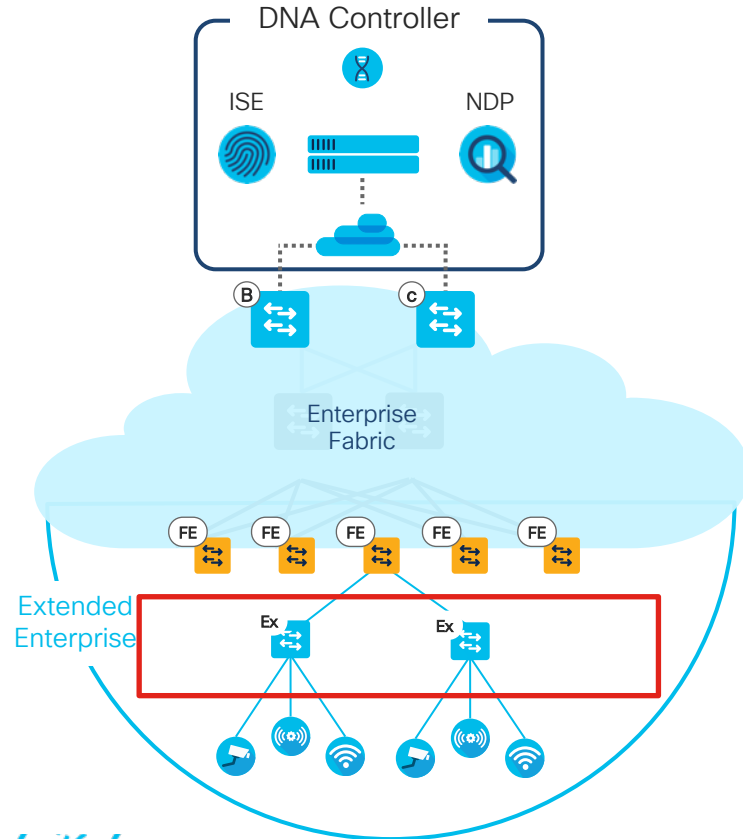 DNA Controller
ISE
NDP
B
c
Enterprise
Fabric
FE
FE
FE
FE
FE
Extended
Enterprise
Ex
Ex